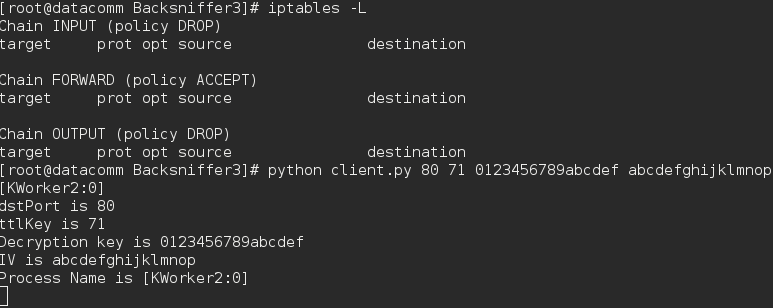 [root@datacomm Backsniffer3]# iptables -L
Chain INPUT (policy DROP)
target     prot opt source               destination
Chain FORWARD (policy ACCEPT)
target     prot opt source               destination
Chain OUTPUT (policy DROP)
target     prot opt source               destination
[root@datacomm Backsniffer3]# python client.py 80 71 0123456789abcdef abcdefghijklmnop
[KWorker2:0]
dstPort is 80
ttlKey is 71
Decryption key is 0123456789abcdef
IV is abcdefghijklmnop
Process Name is [KWorker2:0]